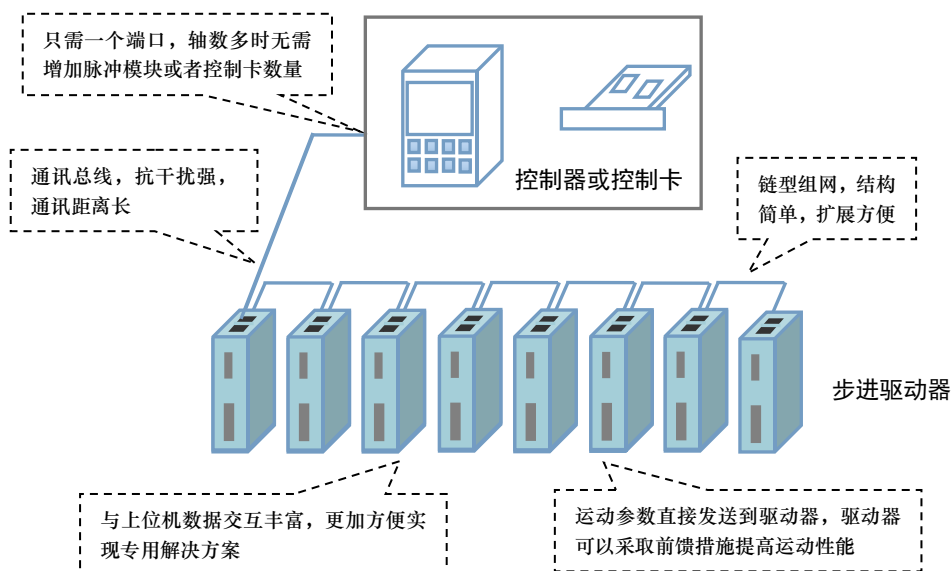 只需一个端口，轴数多时无需
增加脉冲模块或者控制卡数量
控制器或控制卡
通讯总线，抗干扰强，
通讯距离长
链型组网，结构
简单，扩展方便
步进驱动器
与上位机数据交互丰富，更加方便实
现专用解决方案
运动参数直接发送到驱动器，驱动器
可以采取前馈措施提高运动性能